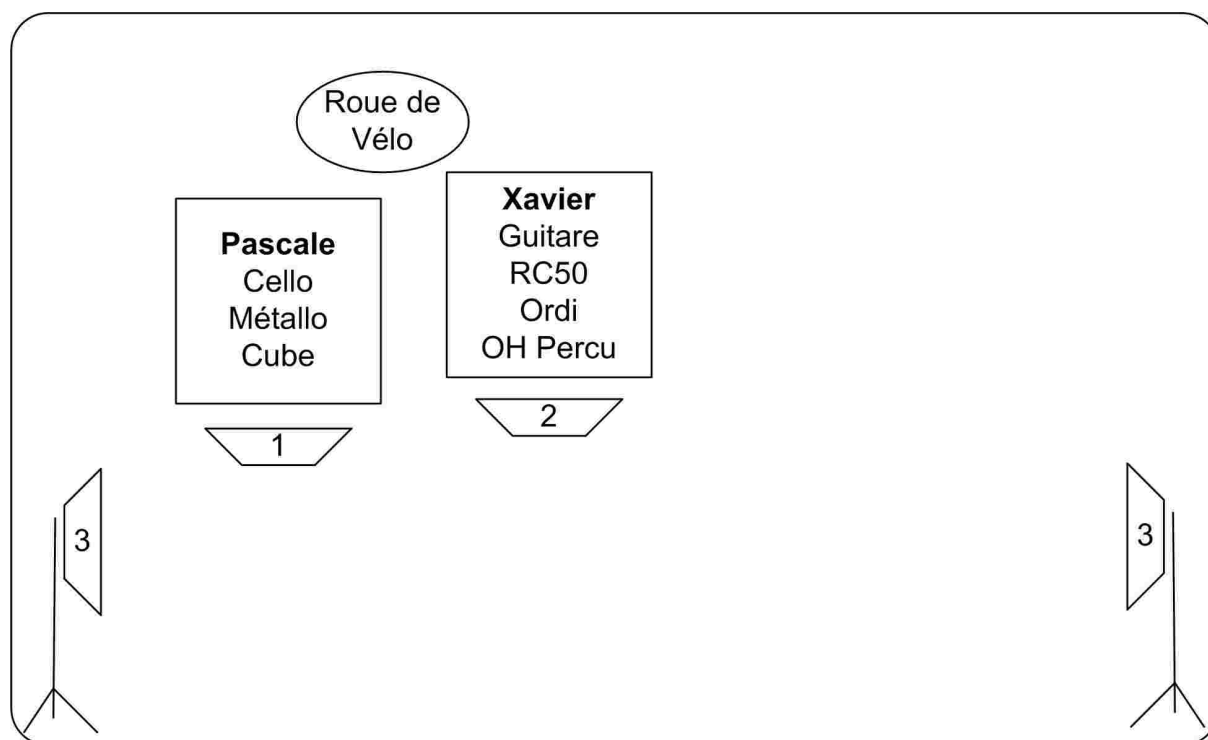 Roue de
Vélo
Pascale
Cello
Métallo
Cube
Xavier
Guitare
RC50
Ordi
OH Percu
1
2
3
3